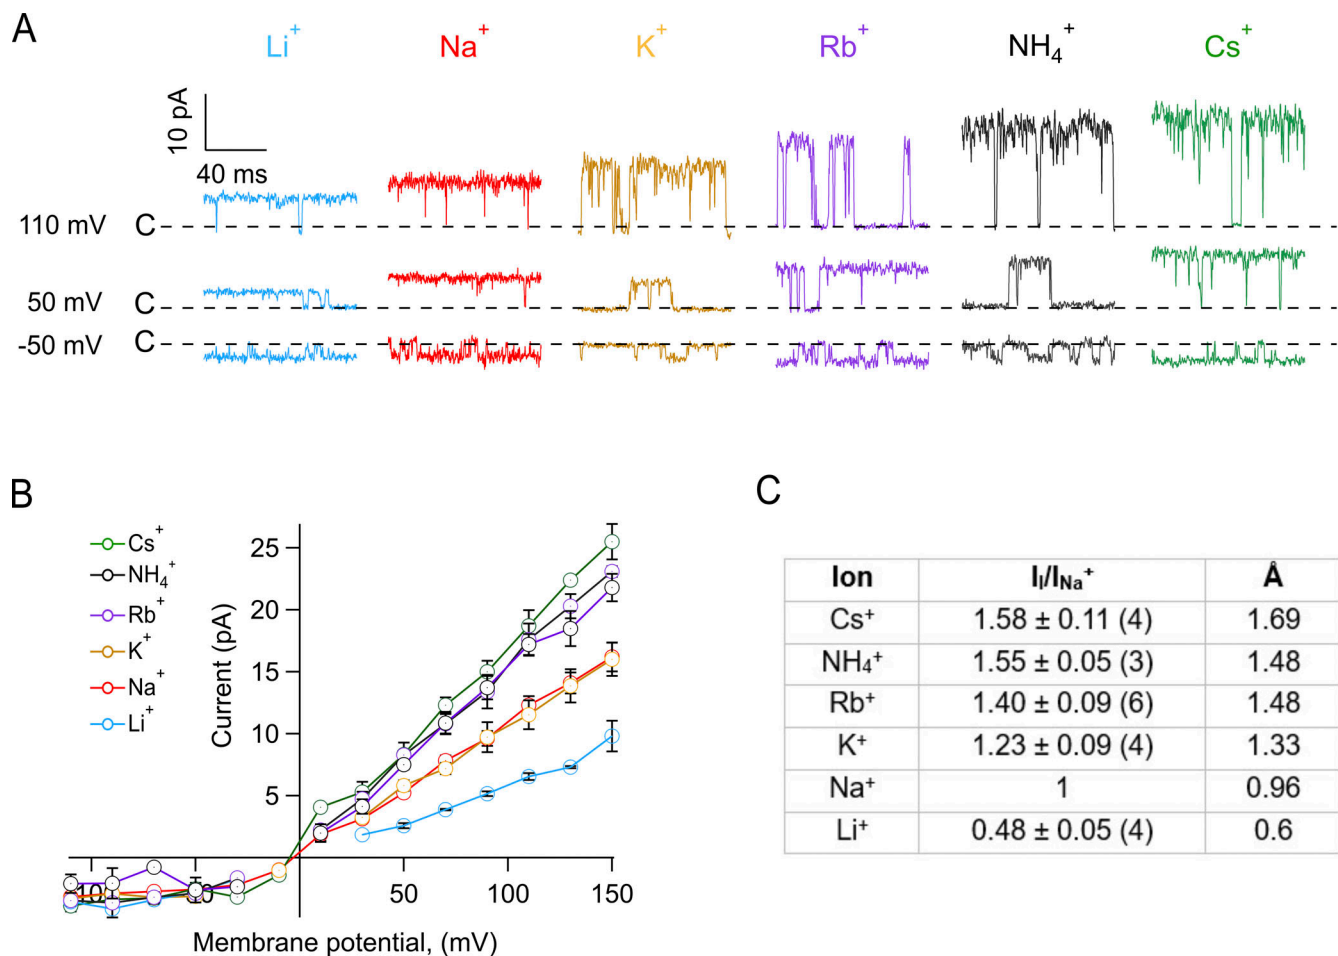 A
Li⁺ Na⁺ K⁺ Rb⁺ NH₄⁺ Cs⁺
10 pA
40 ms
110 mV C
50 mV C
-50 mV C
B
Cs⁺
NH₄⁺
Rb⁺
K⁺
Na⁺
Li⁺
Current (pA)
25
20
15
10
5
50 100 150
Membrane potential, (mV)
C
Ion Iᵢ/I_Na⁺ Å
Cs⁺ 1.58 ± 0.11 (4) 1.69
NH₄⁺ 1.55 ± 0.05 (3) 1.48
Rb⁺ 1.40 ± 0.09 (6) 1.48
K⁺ 1.23 ± 0.09 (4) 1.33
Na⁺ 1 0.96
Li⁺ 0.48 ± 0.05 (4) 0.6